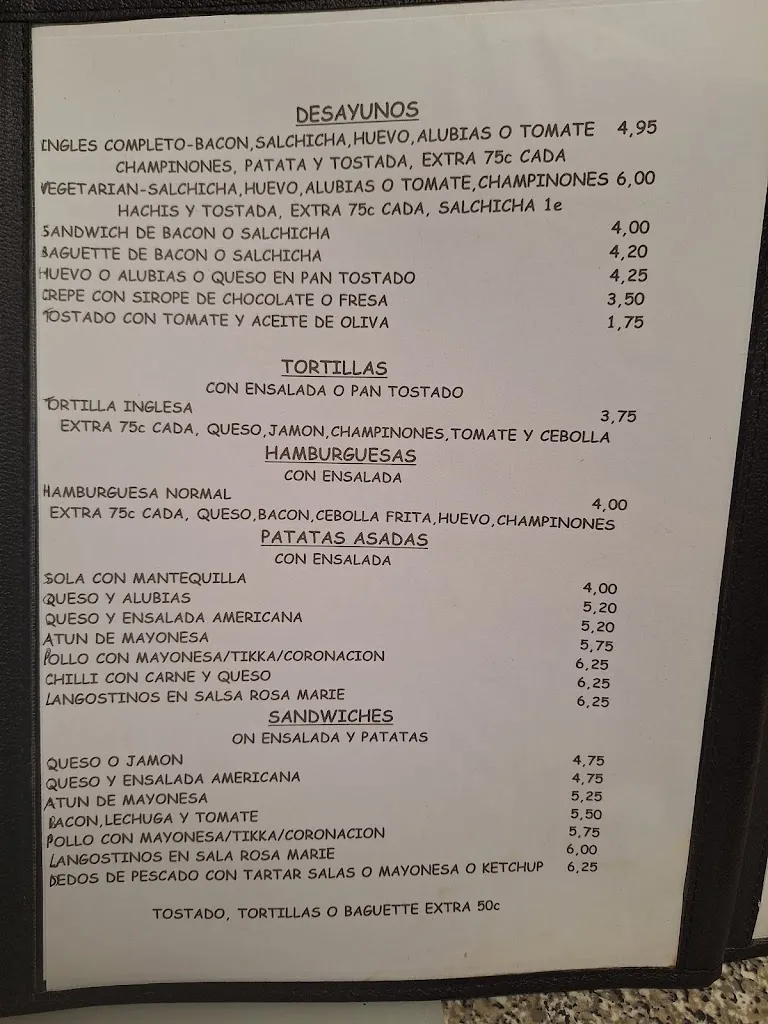 DESAYUNOS
INGLES COMPLETO-BACON,SALCHICHA,HUEVO,ALUBIAS O TOMATE 4,95
CHAMPINONES, PATATA Y TOSTADA, EXTRA 75c CADA
VEGETARIAN-SALCHICHA,HUEVO,ALUBIAS O TOMATE,CHAMPINONES 6,00
HACHIS Y TOSTADA, EXTRA 75c CADA, SALCHICHA 1e
SANDWICH DE BACON O SALCHICHA 4,00
BAGUETTE DE BACON O SALCHICHA 4,20
HUEVO O ALUBIAS O QUESO EN PAN TOSTADO 4,25
CREPE CON SIROPE DE CHOCOLATE O FRESA 3,50
TOSTADO CON TOMATE Y ACEITE DE OLIVA 1,75
TORTILLAS
CON ENSALADA O PAN TOSTADO
TORTILLA INGLESA 3,75
EXTRA 75c CADA, QUESO,JAMON,CHAMPINONES,TOMATE Y CEBOLLA
HAMBURGUESAS
CON ENSALADA
HAMBURGUESA NORMAL 4,00
EXTRA 75c CADA, QUESO,BACON,CEBOLLA FRITA,HUEVO,CHAMPINONES
PATATAS ASADAS
CON ENSALADA
SOLA CON MANTEQUILLA 4,00
QUESO Y ALUBIAS 5,20
QUESO Y ENSALADA AMERICANA 5,20
ATUN DE MAYONESA 5,75
POLLO CON MAYONESA/TIKKA/CORONACION 6,25
CHILLI CON CARNE Y QUESO 6,25
LANGOSTINOS EN SALSA ROSA MARIE 6,25
SANDWICHES
ON ENSALADA Y PATATAS
QUESO O JAMON 4,75
QUESO Y ENSALADA AMERICANA 4,75
ATUN DE MAYONESA 5,25
BACON,LECHUGA Y TOMATE 5,50
POLLO CON MAYONESA/TIKKA/CORONACION 5,75
LANGOSTINOS EN SALA ROSA MARIE 6,00
DEDOS DE PESCADO CON TARTAR SALAS O MAYONESA O KETCHUP 6,25
TOSTADO, TORTILLAS O BAGUETTE EXTRA 50c